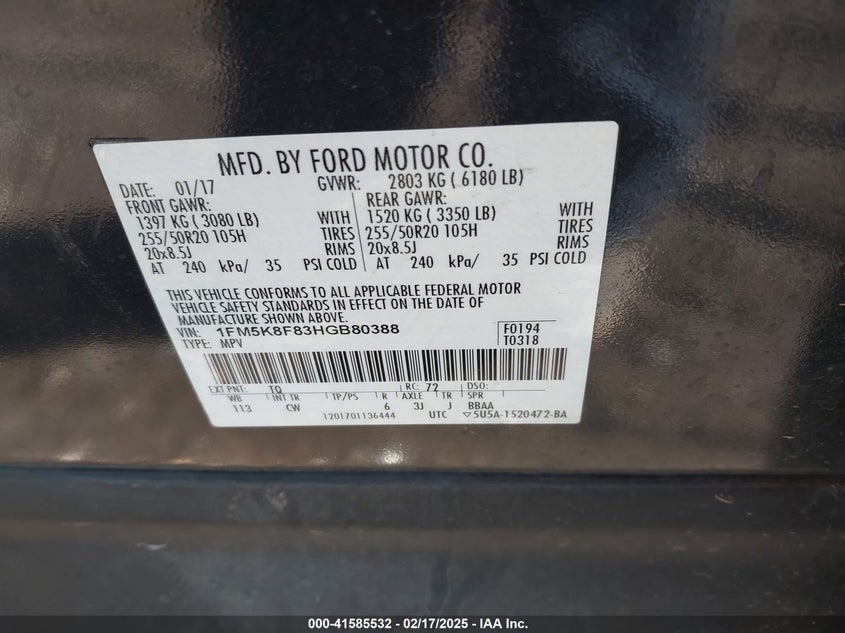 MFD. BY FORD MOTOR CO.
DATE: 01/17 GVWR: 2803 KG ( 6180 LB)
FRONT GAWR: REAR GAWR:
1397 KG ( 3080 LB) WITH 1520 KG ( 3350 LB) WITH
255/50R20 105H TIRES 255/50R20 105H TIRES
20x8.5J RIMS 20x8.5J RIMS
AT 240 kPa/ 35 PSI COLD AT 240 kPa/ 35 PSI COLD
THIS VEHICLE CONFORMS TO ALL APPLICABLE FEDERAL MOTOR
VEHICLE SAFETY STANDARDS IN EFFECT ON THE DATE OF
MANUFACTURE SHOWN ABOVE.
VIN: 1FM5K8F83HGB80388 F0194
TYPE: MPV T0318
EXT PNT: TQ RC: 72 DSO:
WB INT TR TP/PS R AXLE TR SPR
113 CW 6 3J J BBAA
1201701136444 UTC ▽5U5A-1520472-BA
000-41585532 - 02/17/2025 - IAA Inc.